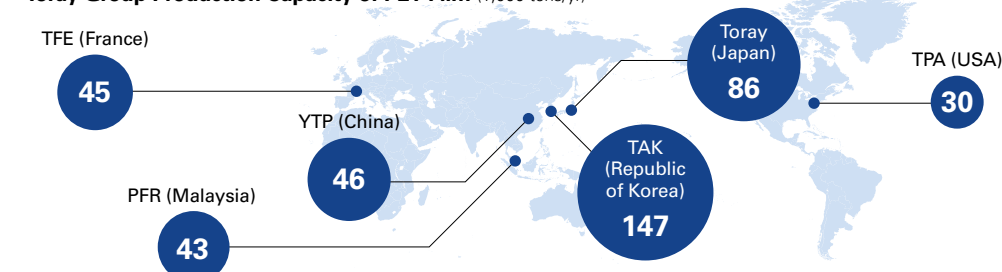 TFE (France)
45
YTP (China)
46
PFR (Malaysia)
43
Toray
(Japan)
86
TAK
(Republic
of Korea)
147
TPA (USA)
30